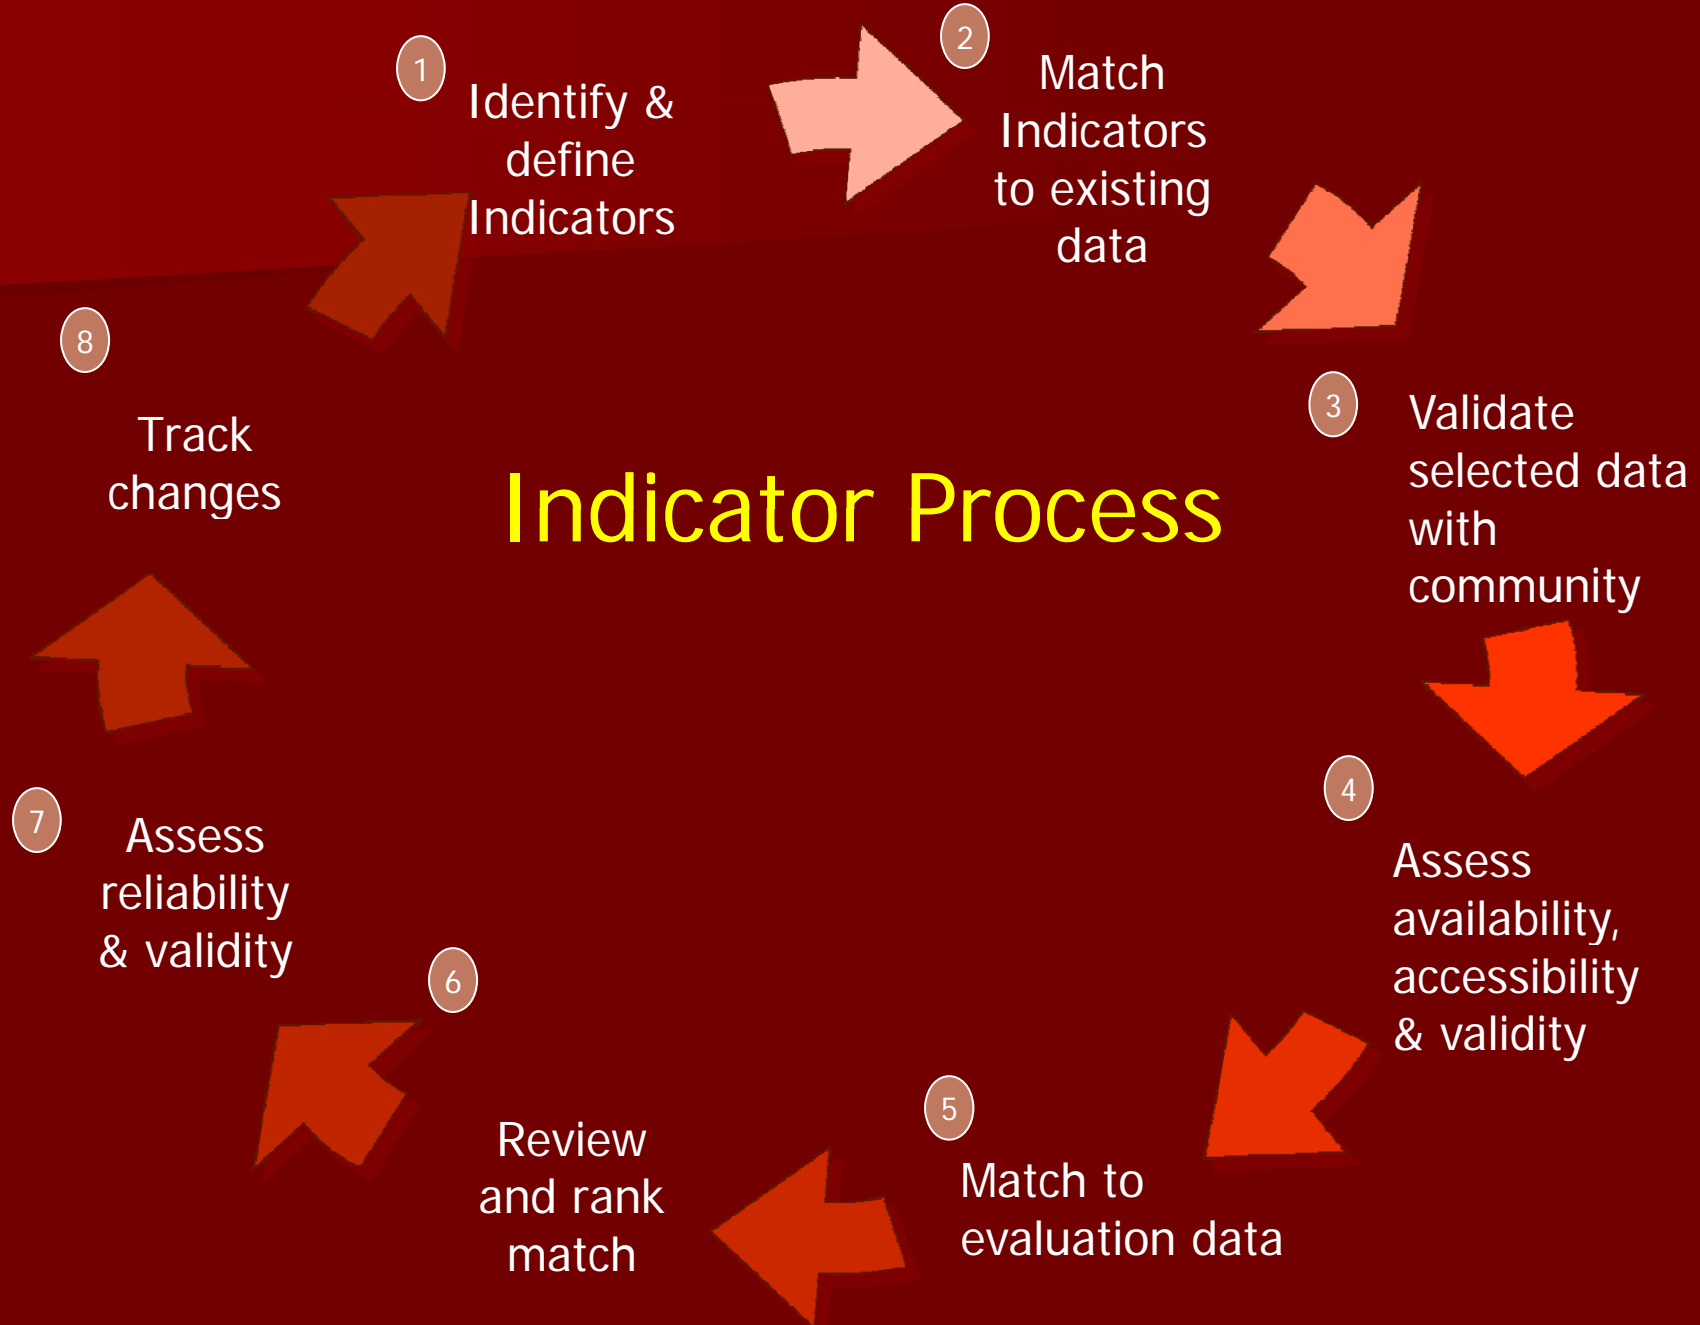 1
Identify &
define
Indicators
2
Match
Indicators
to existing
data
3
Validate
selected data
with
community
4
Assess
availability,
accessibility
& validity
5
Match to
evaluation data
6
Review
and rank
match
7
Assess
reliability
& validity
8
Track
changes
Indicator Process